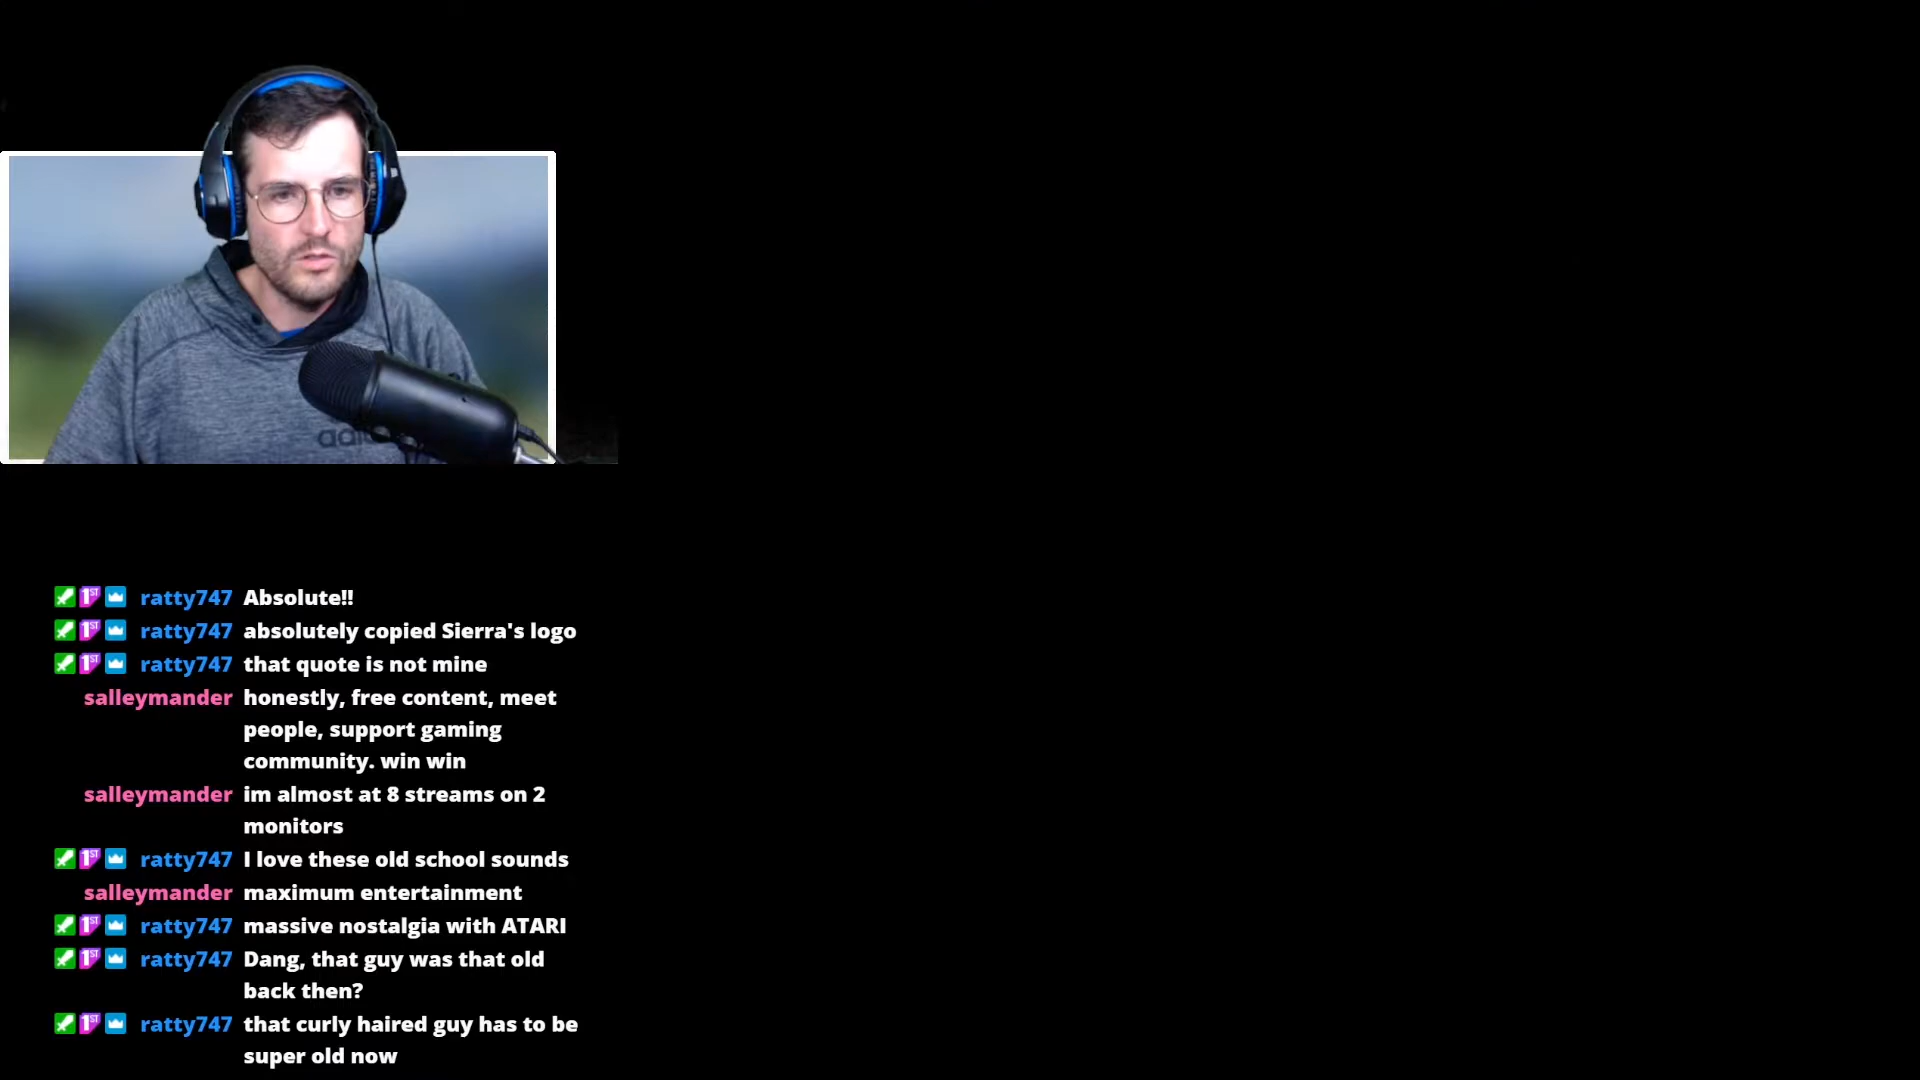 adi
ratty747 Absolute!!
ratty747 absolutely copied Sierra's logo
ratty747 that quote is not mine
salleymander honestly, free content, meet
people, support gaming
community. win win
salleymander im almost at 8 streams on 2
monitors
ratty747 I love these old school sounds
salleymander maximum entertainment
ratty747 massive nostalgia with ATARI
ratty747 Dang, that guy was that old
back then?
ratty747 that curly haired guy has to be
super old now